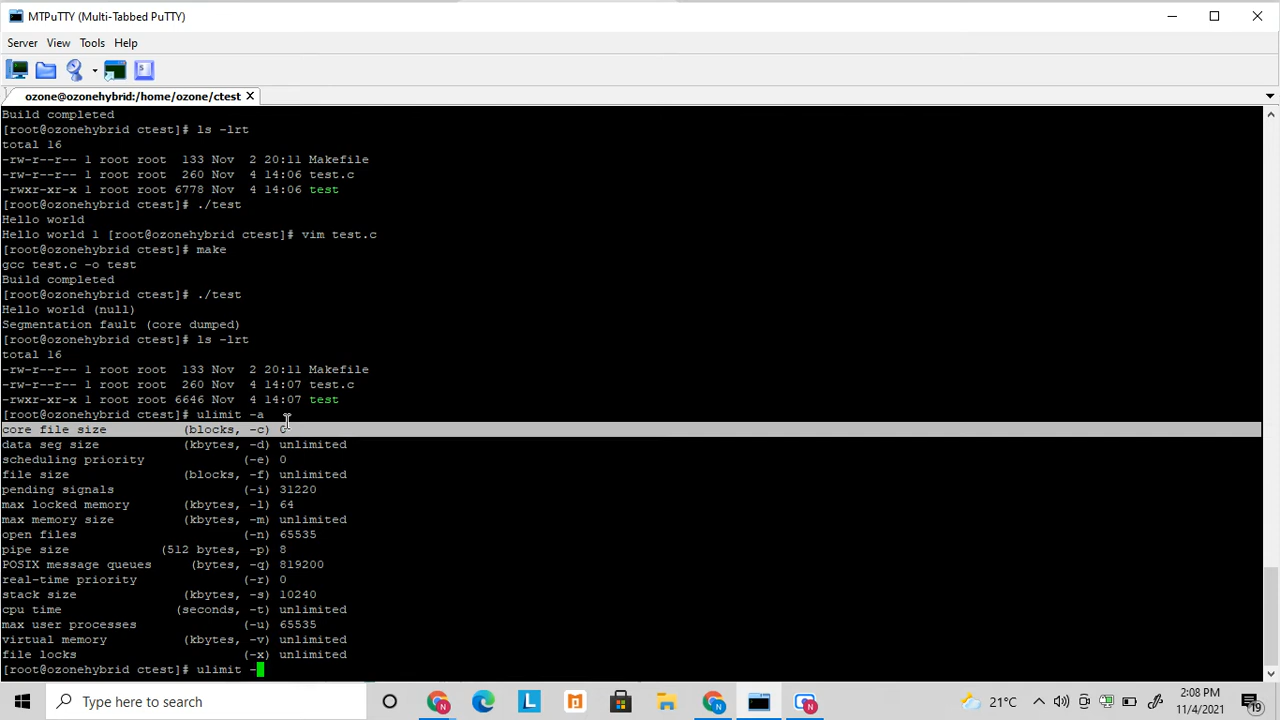 MTPuTTY (Multi-Tabbed PuTTY)
Server View Tools Help
ozone@ozonehybrid:/home/ozone/ctest
Build completed
[root@ozonehybrid ctest]# ls -lrt
total 16
-rw-r--r-- 1 root root  133 Nov  2 20:11 Makefile
-rw-r--r-- 1 root root  260 Nov  4 14:06 test.c
-rwxr-xr-x 1 root root 6778 Nov  4 14:06 test
[root@ozonehybrid ctest]# ./test
Hello world
Hello world 1 [root@ozonehybrid ctest]# vim test.c
[root@ozonehybrid ctest]# make
gcc test.c -o test
Build completed
[root@ozonehybrid ctest]# ./test
Hello world (null)
Segmentation fault (core dumped)
[root@ozonehybrid ctest]# ls -lrt
total 16
-rw-r--r-- 1 root root  133 Nov  2 20:11 Makefile
-rw-r--r-- 1 root root  260 Nov  4 14:07 test.c
-rwxr-xr-x 1 root root 6646 Nov  4 14:07 test
[root@ozonehybrid ctest]# ulimit -a
core file size          (blocks, -c) 0
data seg size           (kbytes, -d) unlimited
scheduling priority             (-e) 0
file size               (blocks, -f) unlimited
pending signals                 (-i) 31220
max locked memory       (kbytes, -l) 64
max memory size         (kbytes, -m) unlimited
open files                      (-n) 65535
pipe size            (512 bytes, -p) 8
POSIX message queues     (bytes, -q) 819200
real-time priority              (-r) 0
stack size              (kbytes, -s) 10240
cpu time               (seconds, -t) unlimited
max user processes              (-u) 65535
virtual memory          (kbytes, -v) unlimited
file locks                      (-x) unlimited
[root@ozonehybrid ctest]# ulimit -
Type here to search
21°C
2:08 PM
11/4/2021
19